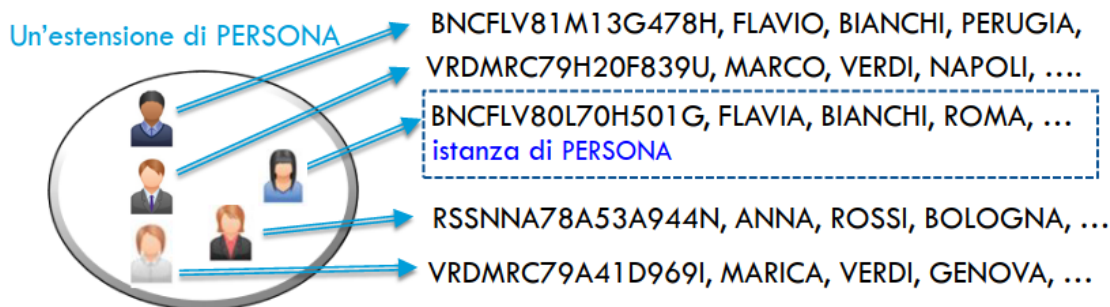 Un'estensione di PERSONA
BNCFLV81M13G478H, FLAVIO, BIANCHI, PERUGIA,
VRDMRC79H20F839U, MARCO, VERDI, NAPOLI, ....
BNCFLV80L70H501G, FLAVIA, BIANCHI, ROMA, ...
istanza di PERSONA
RSSNNA78A53A944N, ANNA, ROSSI, BOLOGNA, ...
VRDMRC79A41D969I, MARICA, VERDI, GENOVA, ...